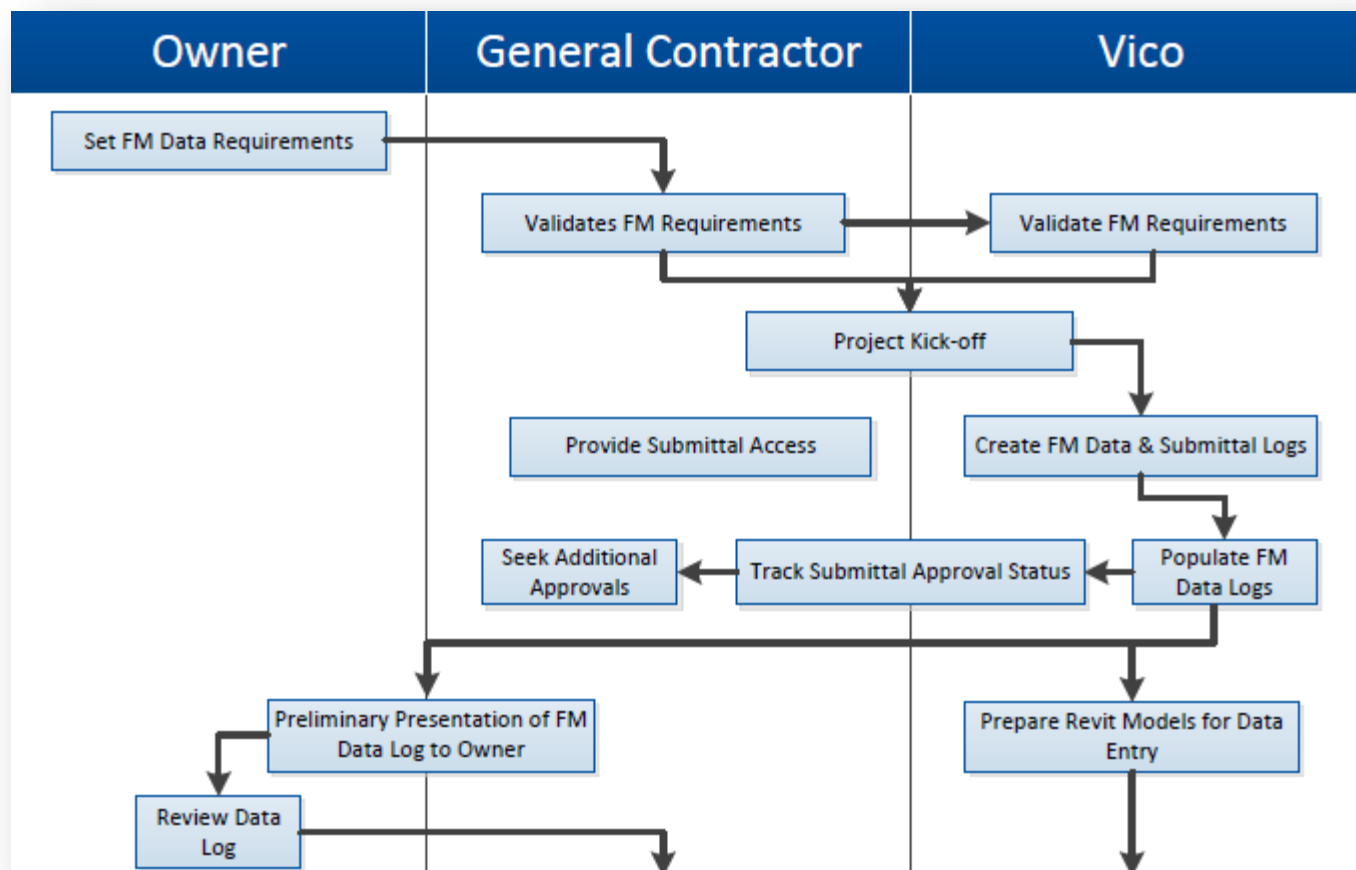 Owner
General Contractor
Vico
Set FM Data Requirements
Validates FM Requirements
Validate FM Requirements
Project Kick-off
Provide Submittal Access
Create FM Data & Submittal Logs
Seek Additional
Approvals
Track Submittal Approval Status
Populate FM
Data Logs
Preliminary Presentation of FM
Data Log to Owner
Prepare Revit Models for Data
Entry
Review Data
Log